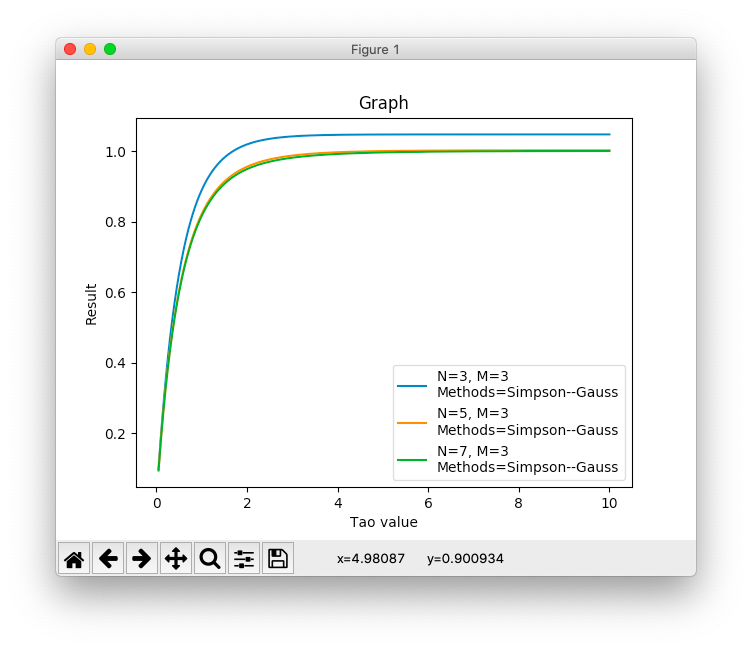 Figure 1
Graph
1.0
0.8
0.6
0.4
0.2
Result
N=3, M=3
Methods=Simpson--Gauss
N=5, M=3
Methods=Simpson--Gauss
N=7, M=3
Methods=Simpson--Gauss
0 2 4 6 8 10
Tao value
x=4.98087 y=0.900934